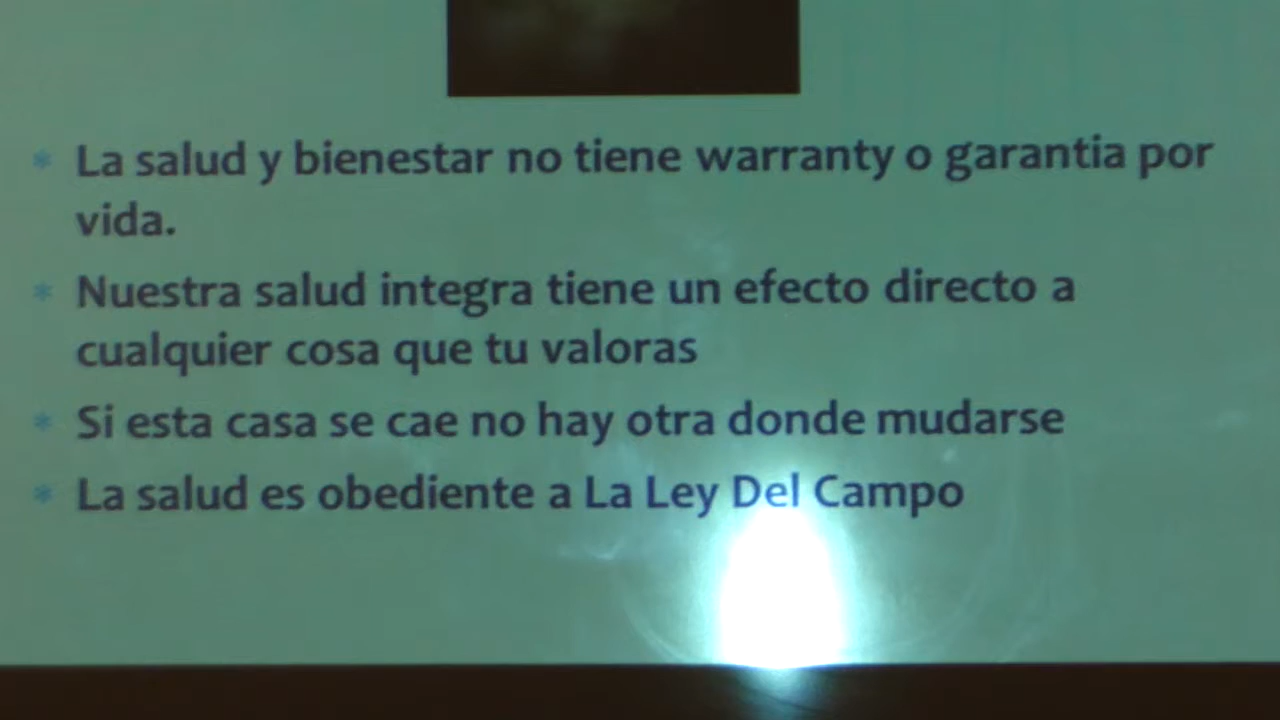 * La salud y bienestar no tiene warranty o garantia por
vida.
* Nuestra salud integra tiene un efecto directo a
cualquier cosa que tu valoras
* Si esta casa se cae no hay otra donde mudarse
* La salud es obediente a La Ley Del Campo